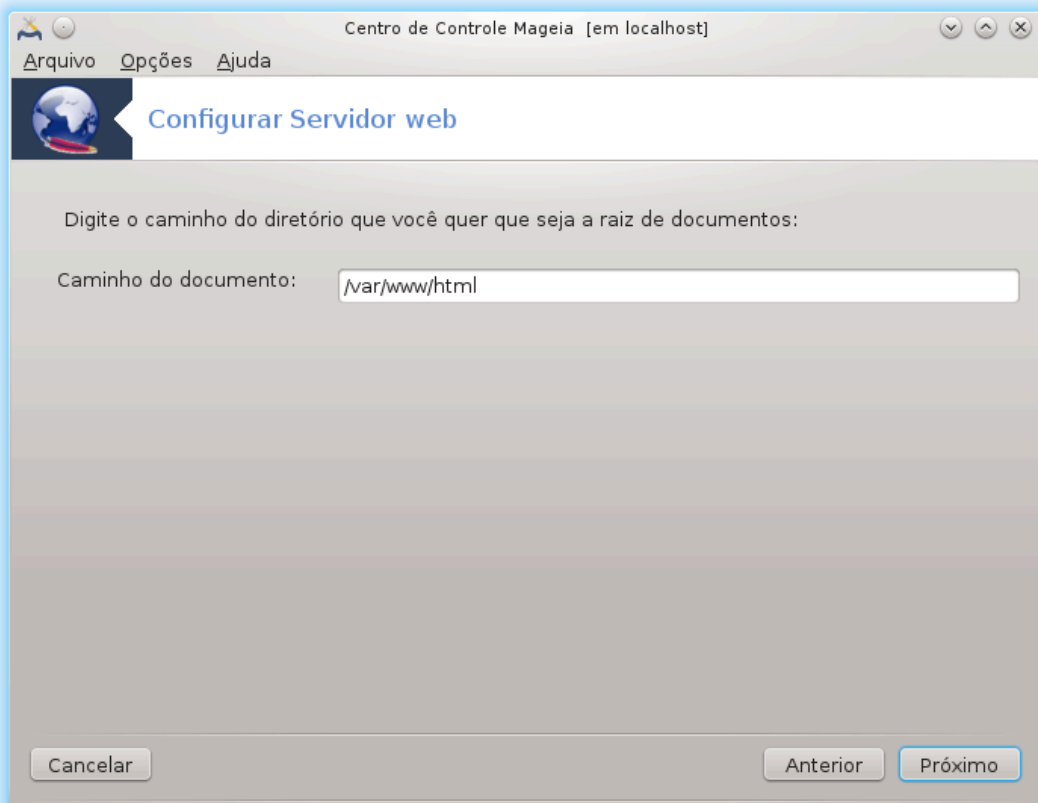 Centro de Controle Mageia [em localhost]
Arquivo Opções Ajuda
Configurar Servidor web
Digite o caminho do diretório que você quer que seja a raiz de documentos:
Caminho do documento: /var/www/html
Cancelar Anterior Próximo